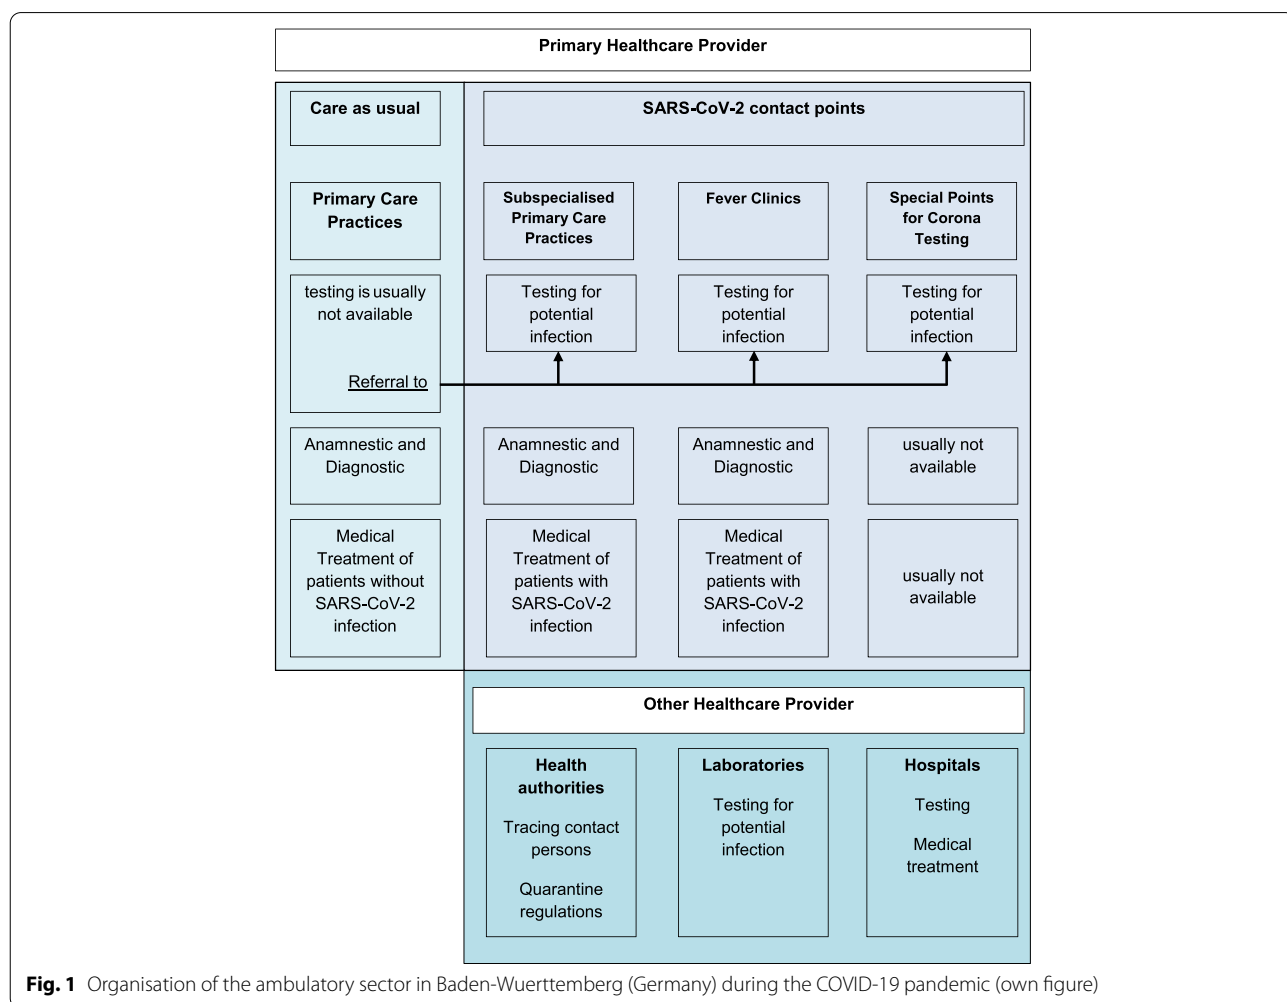 Primary Healthcare Provider
Care as usual
SARS-CoV-2 contact points
Primary Care
Practices
Subspecialised
Primary Care
Practices
Fever Clinics
Special Points
for Corona
Testing
testing is usually
not available
Referral to
Testing for
potential
infection
Testing for
potential
infection
Testing for
potential
infection
Anamnestic and
Diagnostic
Anamnestic and
Diagnostic
Anamnestic and
Diagnostic
usually not
available
Medical
Treatment of
patients without
SARS-CoV-2
infection
Medical
Treatment of
patients with
SARS-CoV-2
infection
Medical
Treatment of
patients with
SARS-CoV-2
infection
usually not
available
Other Healthcare Provider
Health
authorities
Tracing contact
persons
Quarantine
regulations
Laboratories
Testing for
potential
infection
Hospitals
Testing
Medical
treatment
Fig. 1 Organisation of the ambulatory sector in Baden-Wuerttemberg (Germany) during the COVID-19 pandemic (own figure)